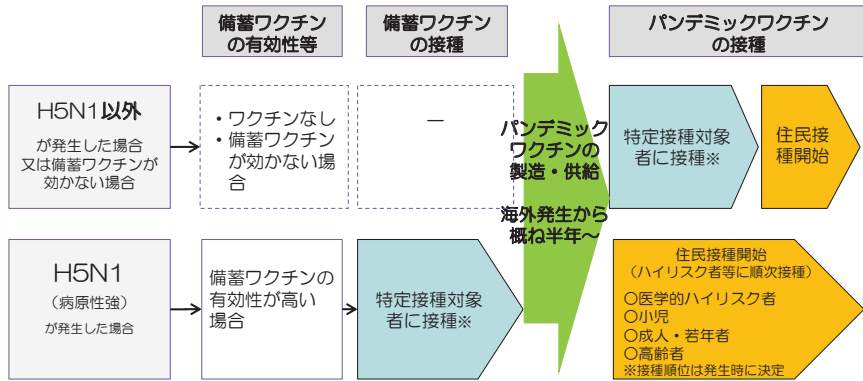 備蓄ワクチン
の有効性等
備蓄ワクチン
の接種
パンデミックワクチン
の接種
H5N1以外
が発生した場合
又は備蓄ワクチンが
効かない場合
・ワクチンなし
・備蓄ワクチン
が効かない場
合
―
パンデミック
ワクチンの
製造・供給
海外発生から
概ね半年～
特定接種対象
者に接種※
住民接
種開始
H5N1
（病原性強）
が発生した場合
備蓄ワクチンの
有効性が高い
場合
特定接種対象
者に接種※
住民接種開始
（ハイリスク者等に順次接種）
○医学的ハイリスク者
○小児
○成人・若年者
○高齢者
※接種順位は発生時に決定